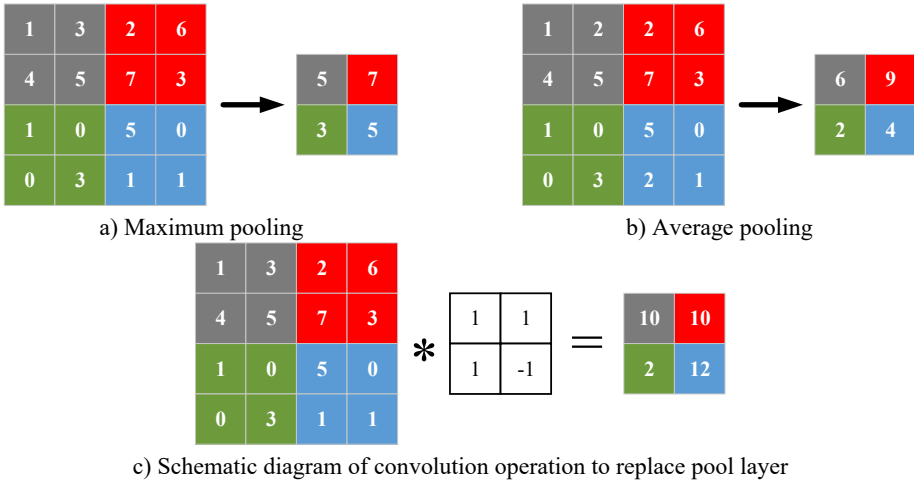 1 3 2 6
4 5 7 3
1 0 5 0
0 3 1 1
5 7
3 5
a) Maximum pooling
1 2 2 6
4 5 7 3
1 0 5 0
0 3 2 1
6 9
2 4
b) Average pooling
1 3 2 6
4 5 7 3
1 0 5 0
0 3 1 1
*
1 1
1 -1
=
10 10
2 12
c) Schematic diagram of convolution operation to replace pool layer